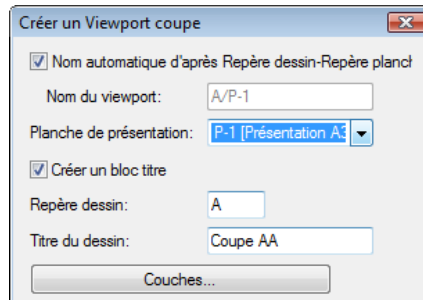 Créer un Viewport coupe
Nom automatique d'après Repère dessin-Repère planch
Nom du viewport: A/P-1
Planche de présentation: P-1 [Présentation A3
Créer un bloc titre
Repère dessin: A
Titre du dessin: Coupe AA
Couches...